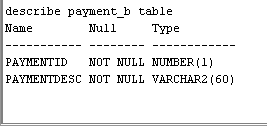 describe payment_b table
Name Null Type
----------- -------- ------------
PAYMENTID NOT NULL NUMBER(1)
PAYMENTDESC NOT NULL VARCHAR2(60)